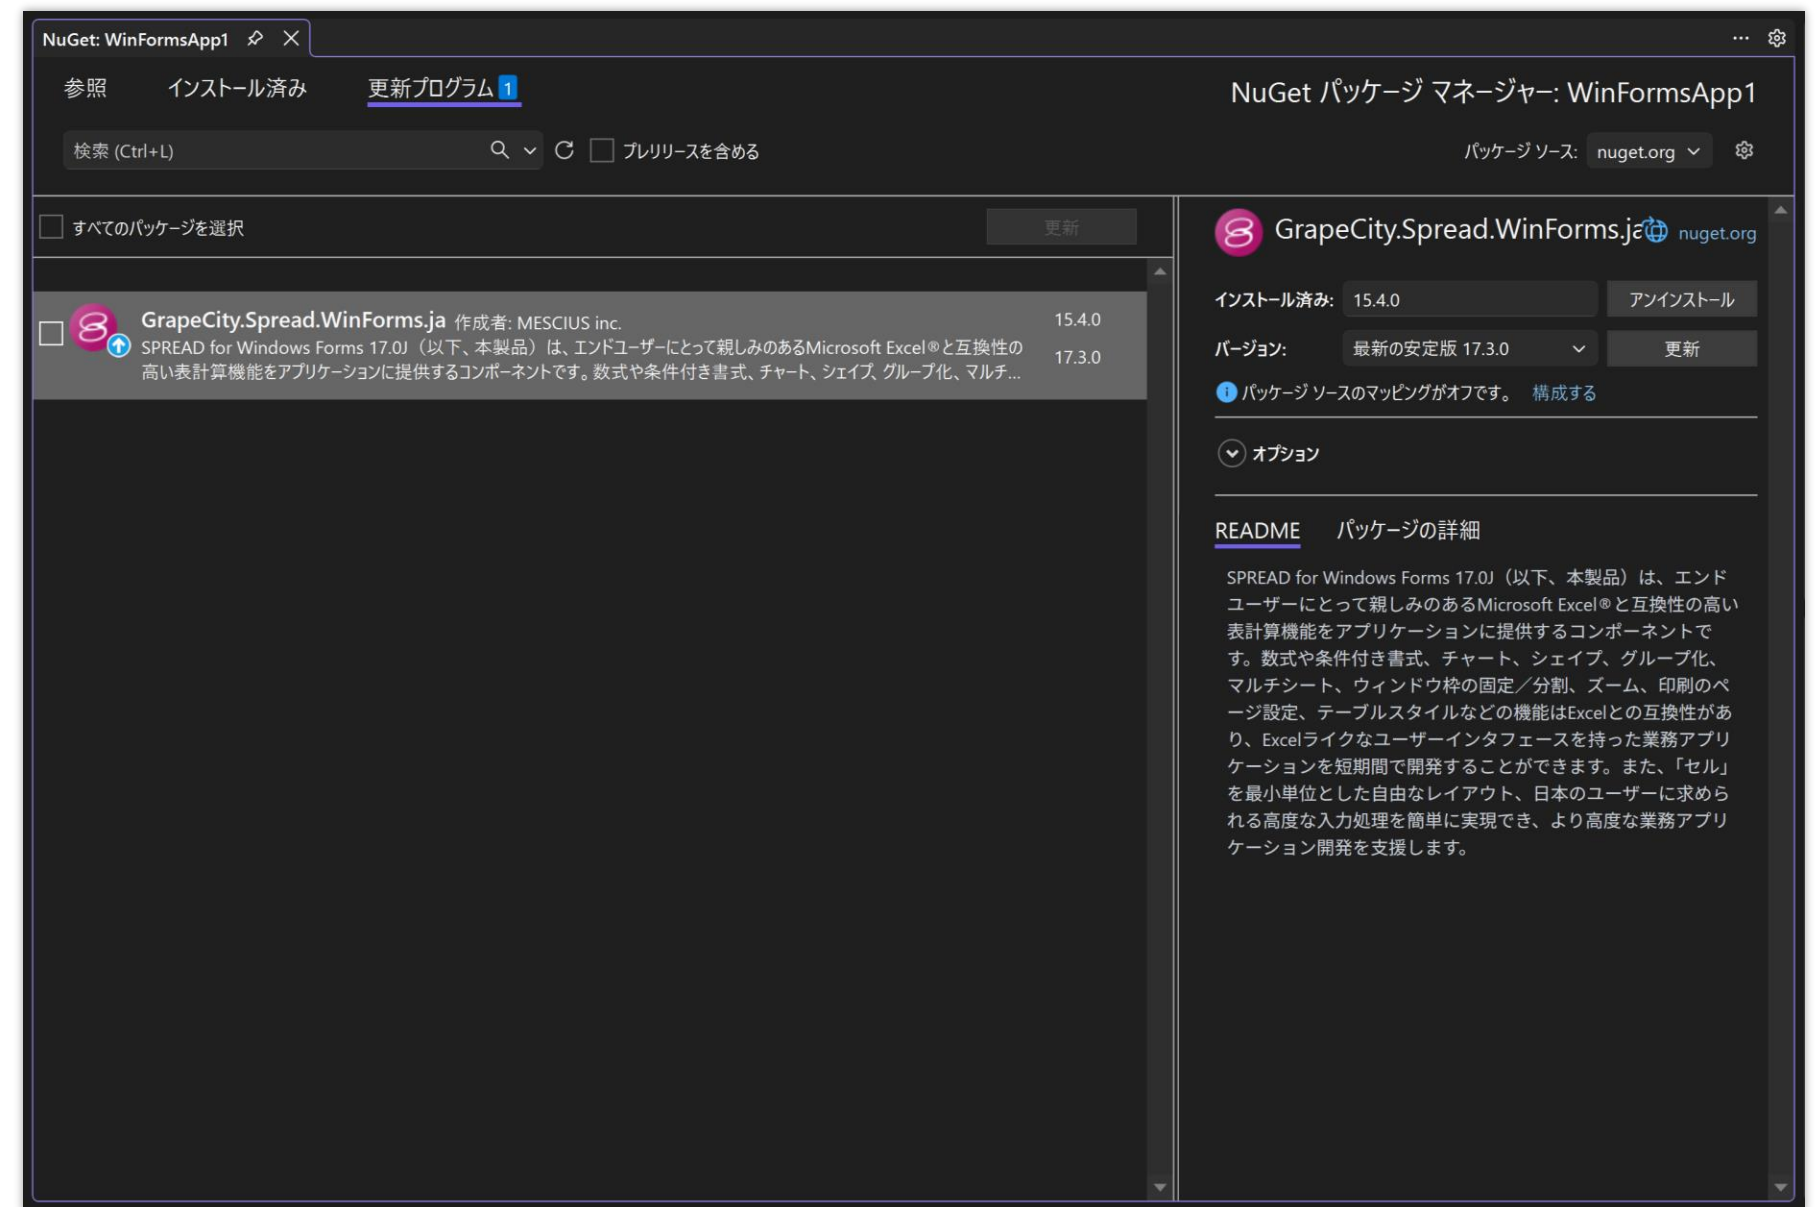 NuGet: WinFormsApp1
参照 インストール済み 更新プログラム 1
NuGet パッケージ マネージャー: WinFormsApp1
検索 (Ctrl+L)
プレリリースを含める
パッケージ ソース: nuget.org
すべてのパッケージを選択
更新
GrapeCity.Spread.WinForms.ja 作成者: MESCIUS inc.
15.4.0
SPREAD for Windows Forms 17.0J（以下、本製品）は、エンドユーザーにとって親しみのあるMicrosoft Excel®と互換性の
高い表計算機能をアプリケーションに提供するコンポーネントです。数式や条件付き書式、チャート、シェイプ、グループ化、マルチ...
17.3.0
GrapeCity.Spread.WinForms.ja
nuget.org
インストール済み: 15.4.0 アンインストール
バージョン: 最新の安定版 17.3.0 更新
パッケージ ソースのマッピングがオフです。 構成する
オプション
README パッケージの詳細
SPREAD for Windows Forms 17.0J（以下、本製品）は、エンド
ユーザーにとって親しみのあるMicrosoft Excel®と互換性の高い
表計算機能をアプリケーションに提供するコンポーネントで
す。数式や条件付き書式、チャート、シェイプ、グループ化、
マルチシート、ウィンドウ枠の固定／分割、ズーム、印刷のペ
ージ設定、テーブルスタイルなどの機能はExcelとの互換性があ
り、Excelライクなユーザーインタフェースを持った業務アプリ
ケーションを短期間で開発することができます。また、「セル」
を最小単位とした自由なレイアウト、日本のユーザーに求めら
れる高度な入力処理を簡単に実現でき、より高度な業務アプリ
ケーション開発を支援します。